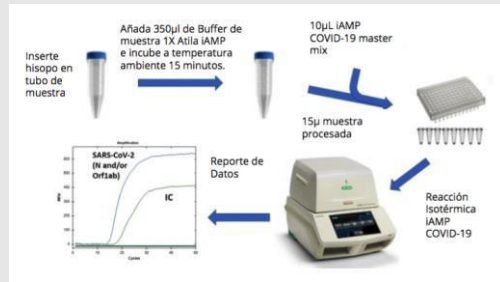 Inserte
hisopo en
tubo de
muestra
Añada 350µl de Buffer de
muestra 1X Atila iAMP
e incube a temperatura
ambiente 15 minutos.
10µL iAMP
COVID-19 master
mix
15µ muestra
procesada
Reacción
Isotérmica
iAMP
COVID-19
Reporte de
Datos
Amplification
SARS-CoV-2
(N and/or
Orf1ab)
IC
Cycles